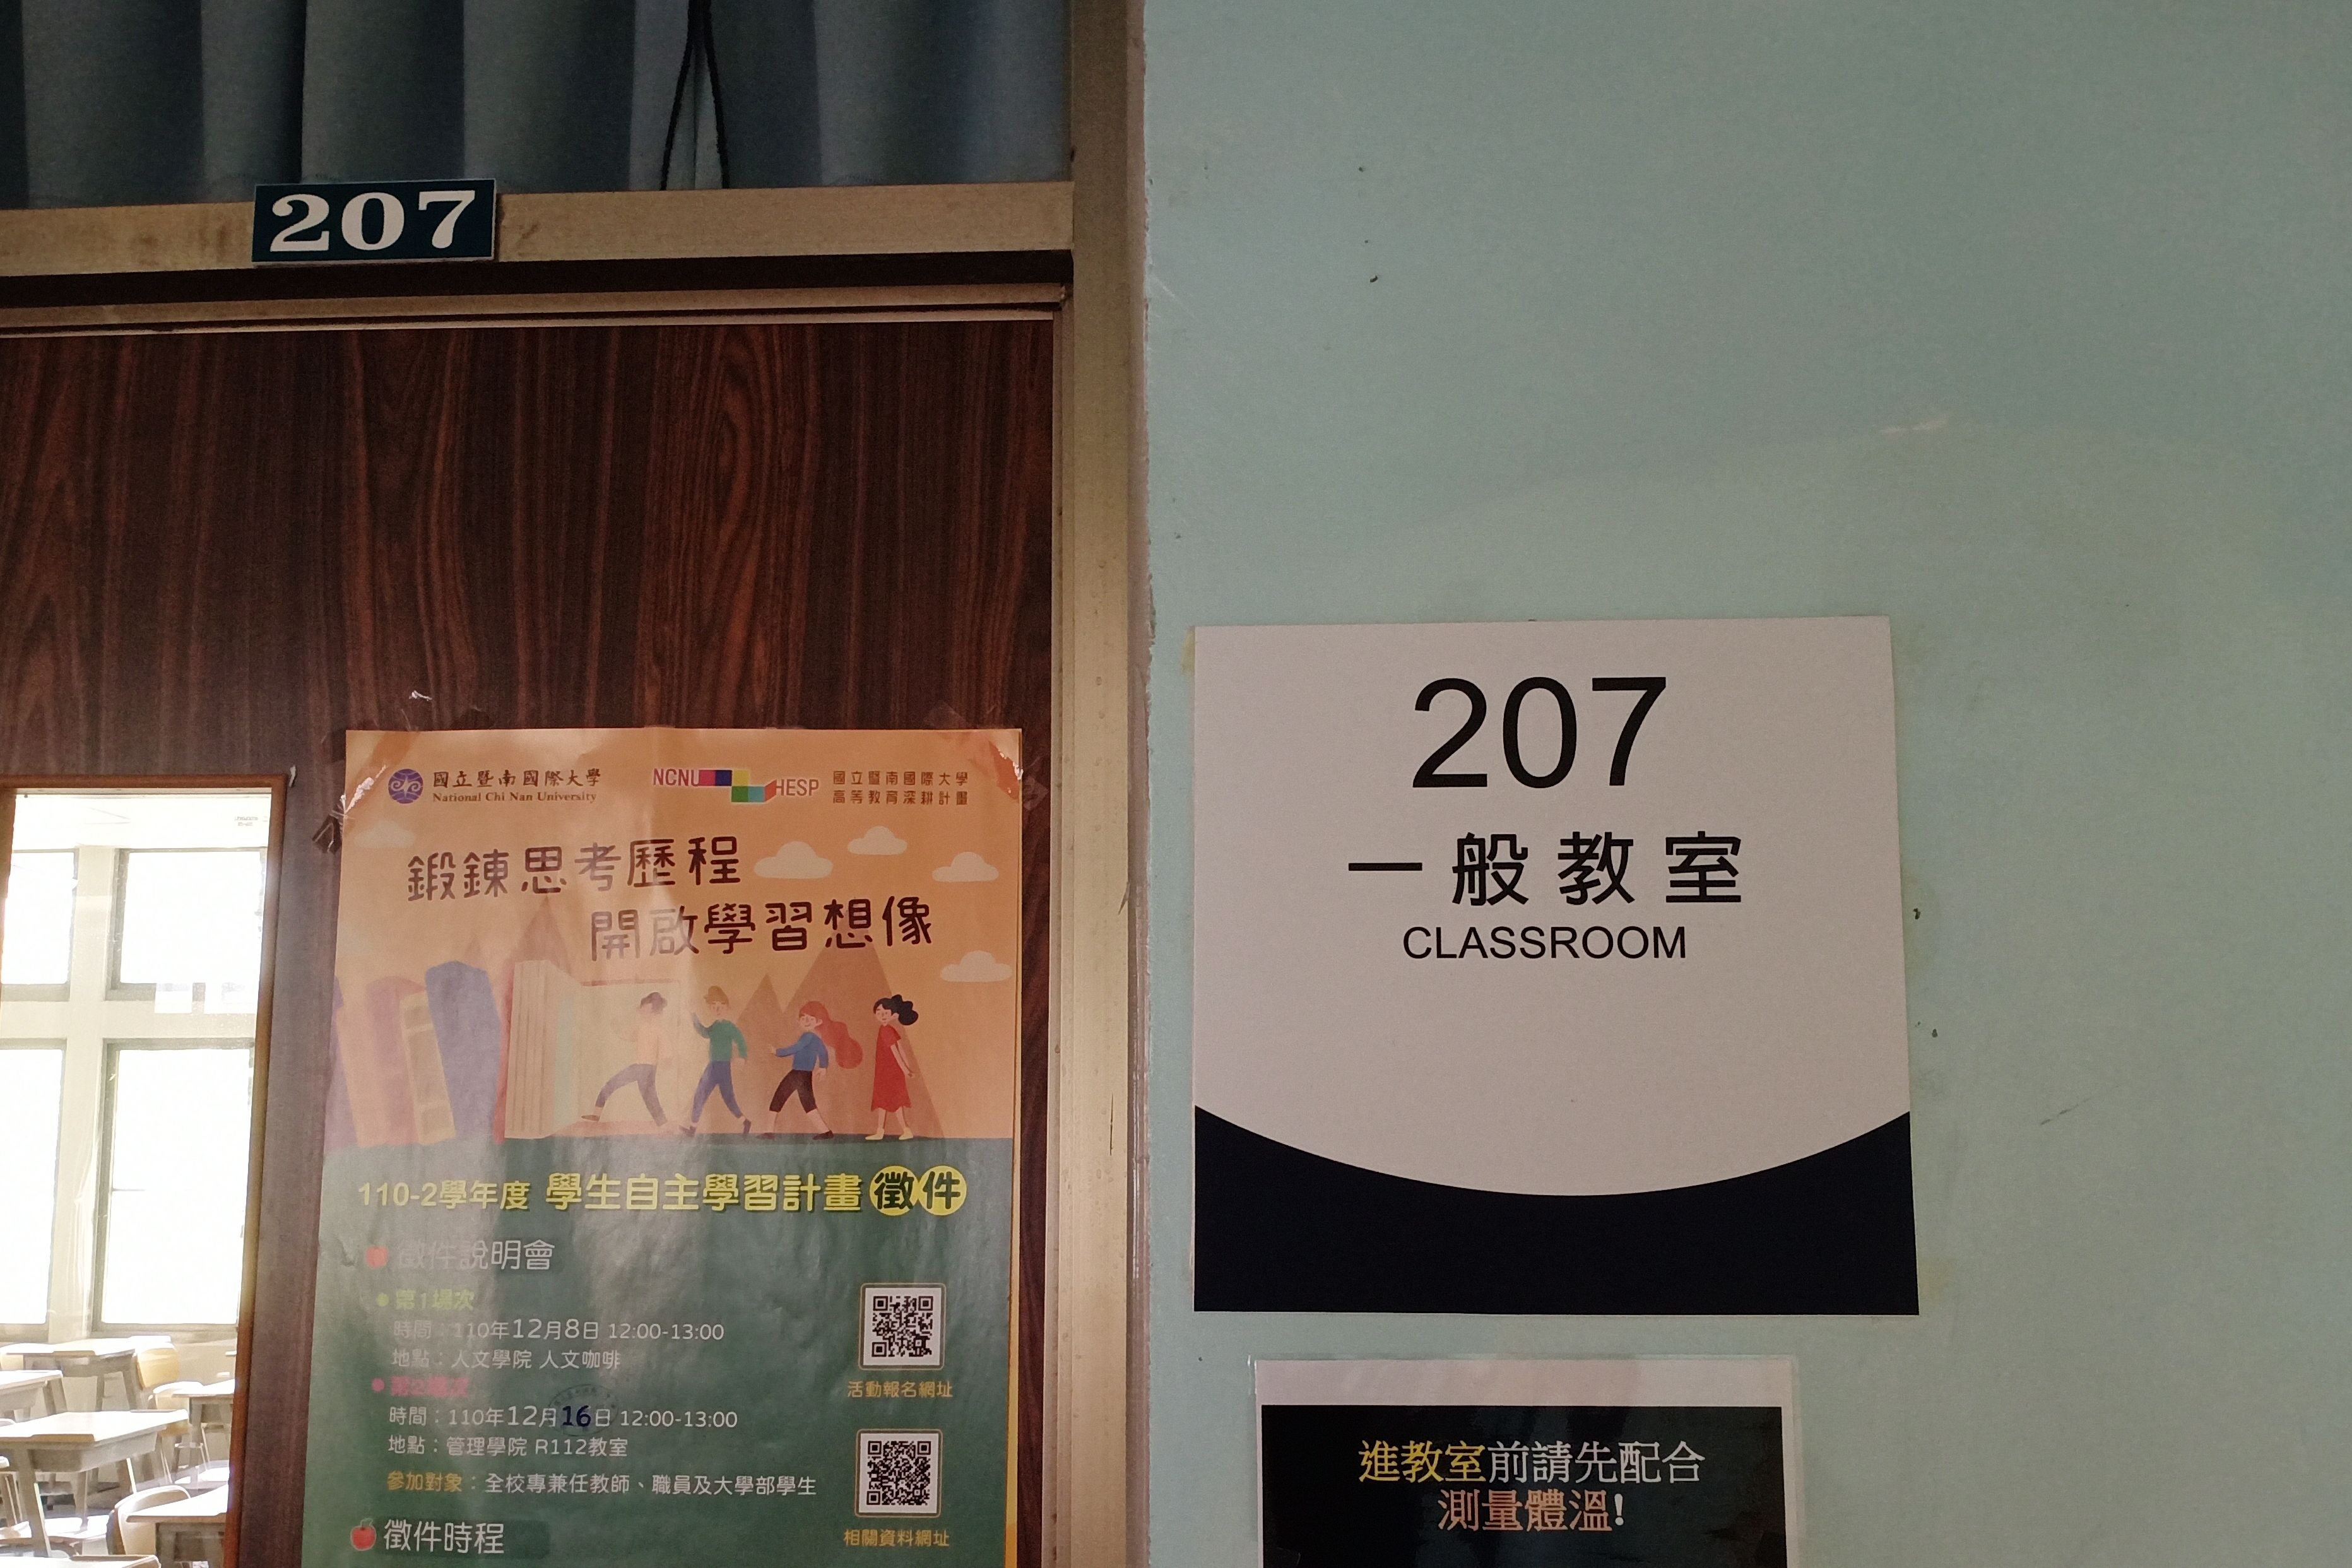 207
國立暨南國際大學
National Chi Nan University
NCNU HESP
國立暨南國際大學
高等教育深耕計畫
鍛鍊思考歷程
開啟學習想像
110-2學年度 學生自主學習計畫徵件
徵件說明會
第1場次
時間：110年12月8日 12:00-13:00
地點：人文學院 人文咖啡
第2場次
時間：110年12月16日 12:00-13:00
地點：管理學院 R112教室
參加對象：全校專兼任教師、職員及大學部學生
徵件時程
活動報名網址
相關資料網址
207
一般教室
CLASSROOM
進教室前請先配合
測量體溫!